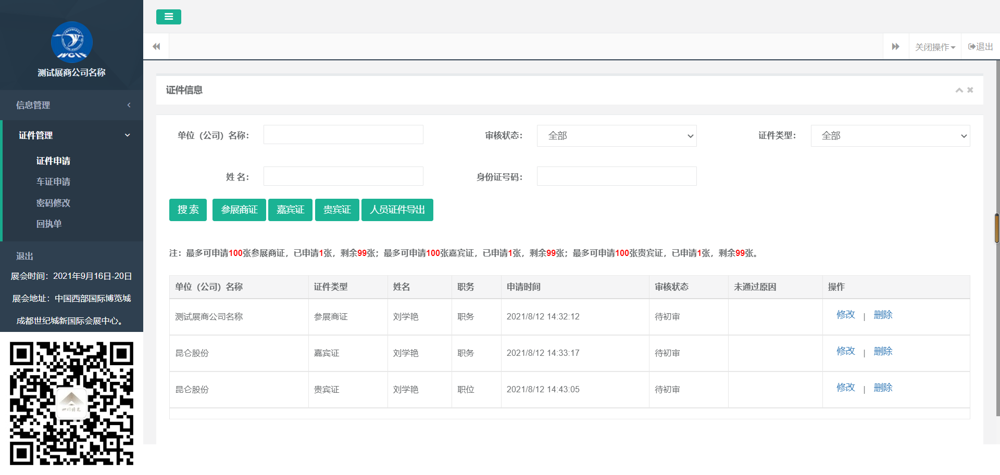 测试展商公司名称
信息管理
证件管理
证件申请
车证申请
密码修改
回执单
退出
展会时间：2021年9月16日-20日
展会地址：中国西部国际博览城
成都世纪城新国际会展中心。
关闭操作
退出
证件信息
单位（公司）名称：
审核状态：
全部
证件类型：
全部
姓 名：
身份证号码：
搜 索
参展商证
嘉宾证
贵宾证
人员证件导出
注：最多可申请100张参展商证，已申请1张，剩余99张；最多可申请100张嘉宾证，已申请1张，剩余99张；最多可申请100张贵宾证，已申请1张，剩余99张。
单位（公司）名称 证件类型 姓名 职务 申请时间 审核状态 未通过原因 操作
测试展商公司名称 参展商证 刘学艳 职务 2021/8/12 14:32:12 待初审 修改 | 删除
昆仑股份 嘉宾证 刘学艳 职务 2021/8/12 14:33:17 待初审 修改 | 删除
昆仑股份 贵宾证 刘学艳 职位 2021/8/12 14:43:05 待初审 修改 | 删除